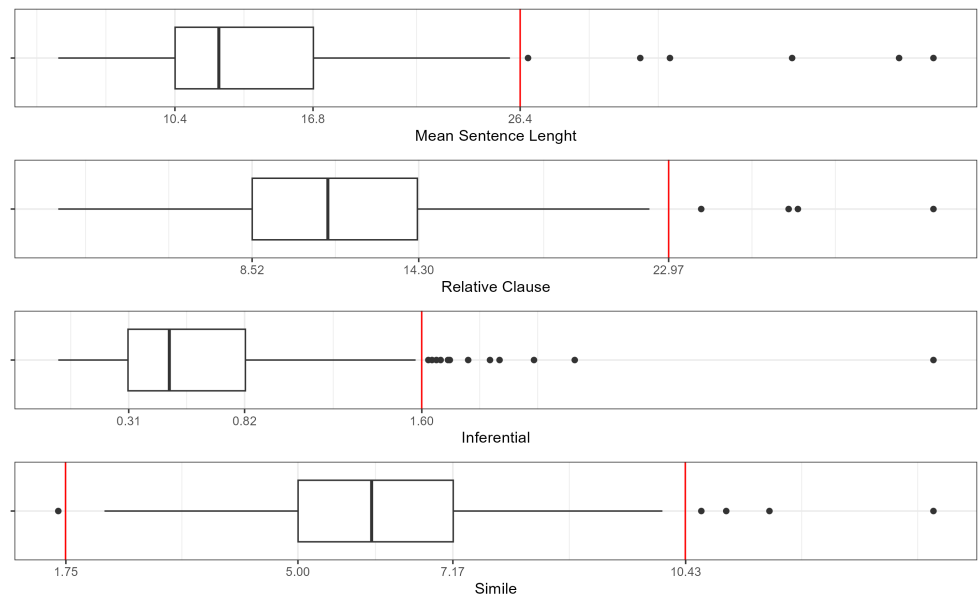 10.4 16.8 26.4
Mean Sentence Lenght
8.52 14.30 22.97
Relative Clause
0.31 0.82 1.60
Inferential
1.75 5.00 7.17 10.43
Simile